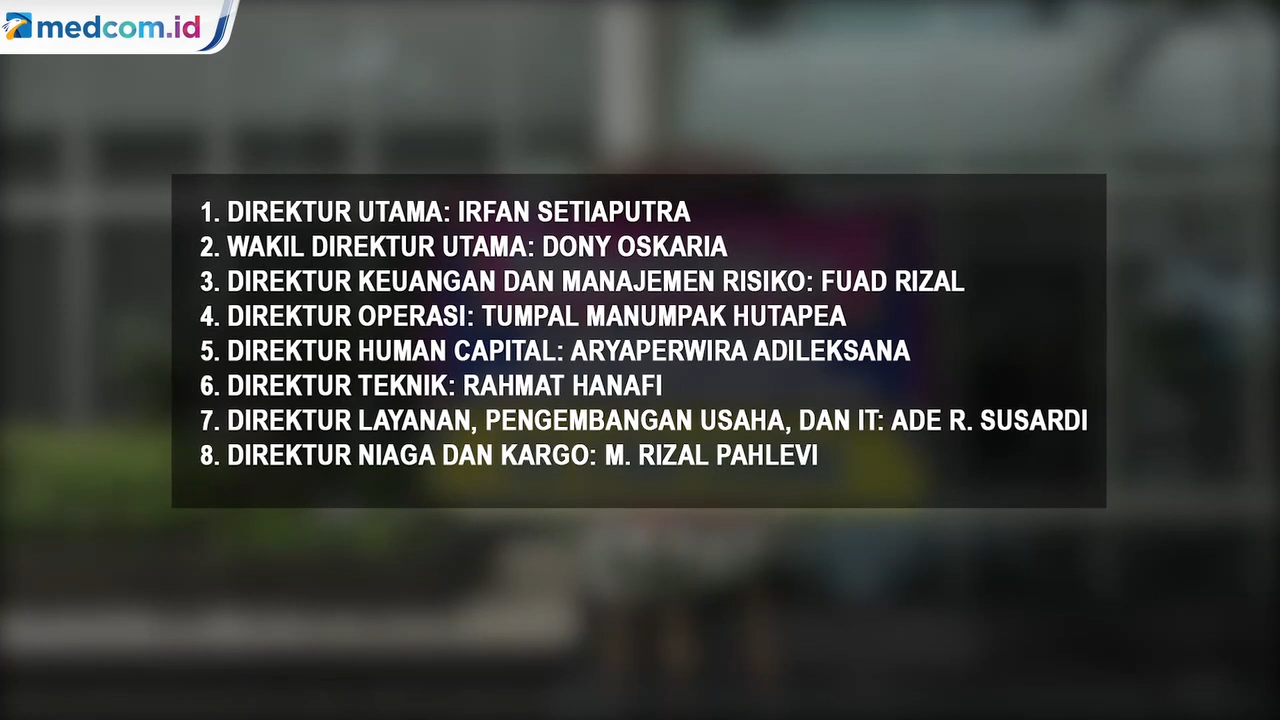 medcom.id
1. DIREKTUR UTAMA: IRFAN SETIAPUTRA
2. WAKIL DIREKTUR UTAMA: DONY OSKARIA
3. DIREKTUR KEUANGAN DAN MANAJEMEN RISIKO: FUAD RIZAL
4. DIREKTUR OPERASI: TUMPAL MANUMPAK HUTAPEA
5. DIREKTUR HUMAN CAPITAL: ARYAPERWIRA ADILEKSANA
6. DIREKTUR TEKNIK: RAHMAT HANAFI
7. DIREKTUR LAYANAN, PENGEMBANGAN USAHA, DAN IT: ADE R. SUSARDI
8. DIREKTUR NIAGA DAN KARGO: M. RIZAL PAHLEVI